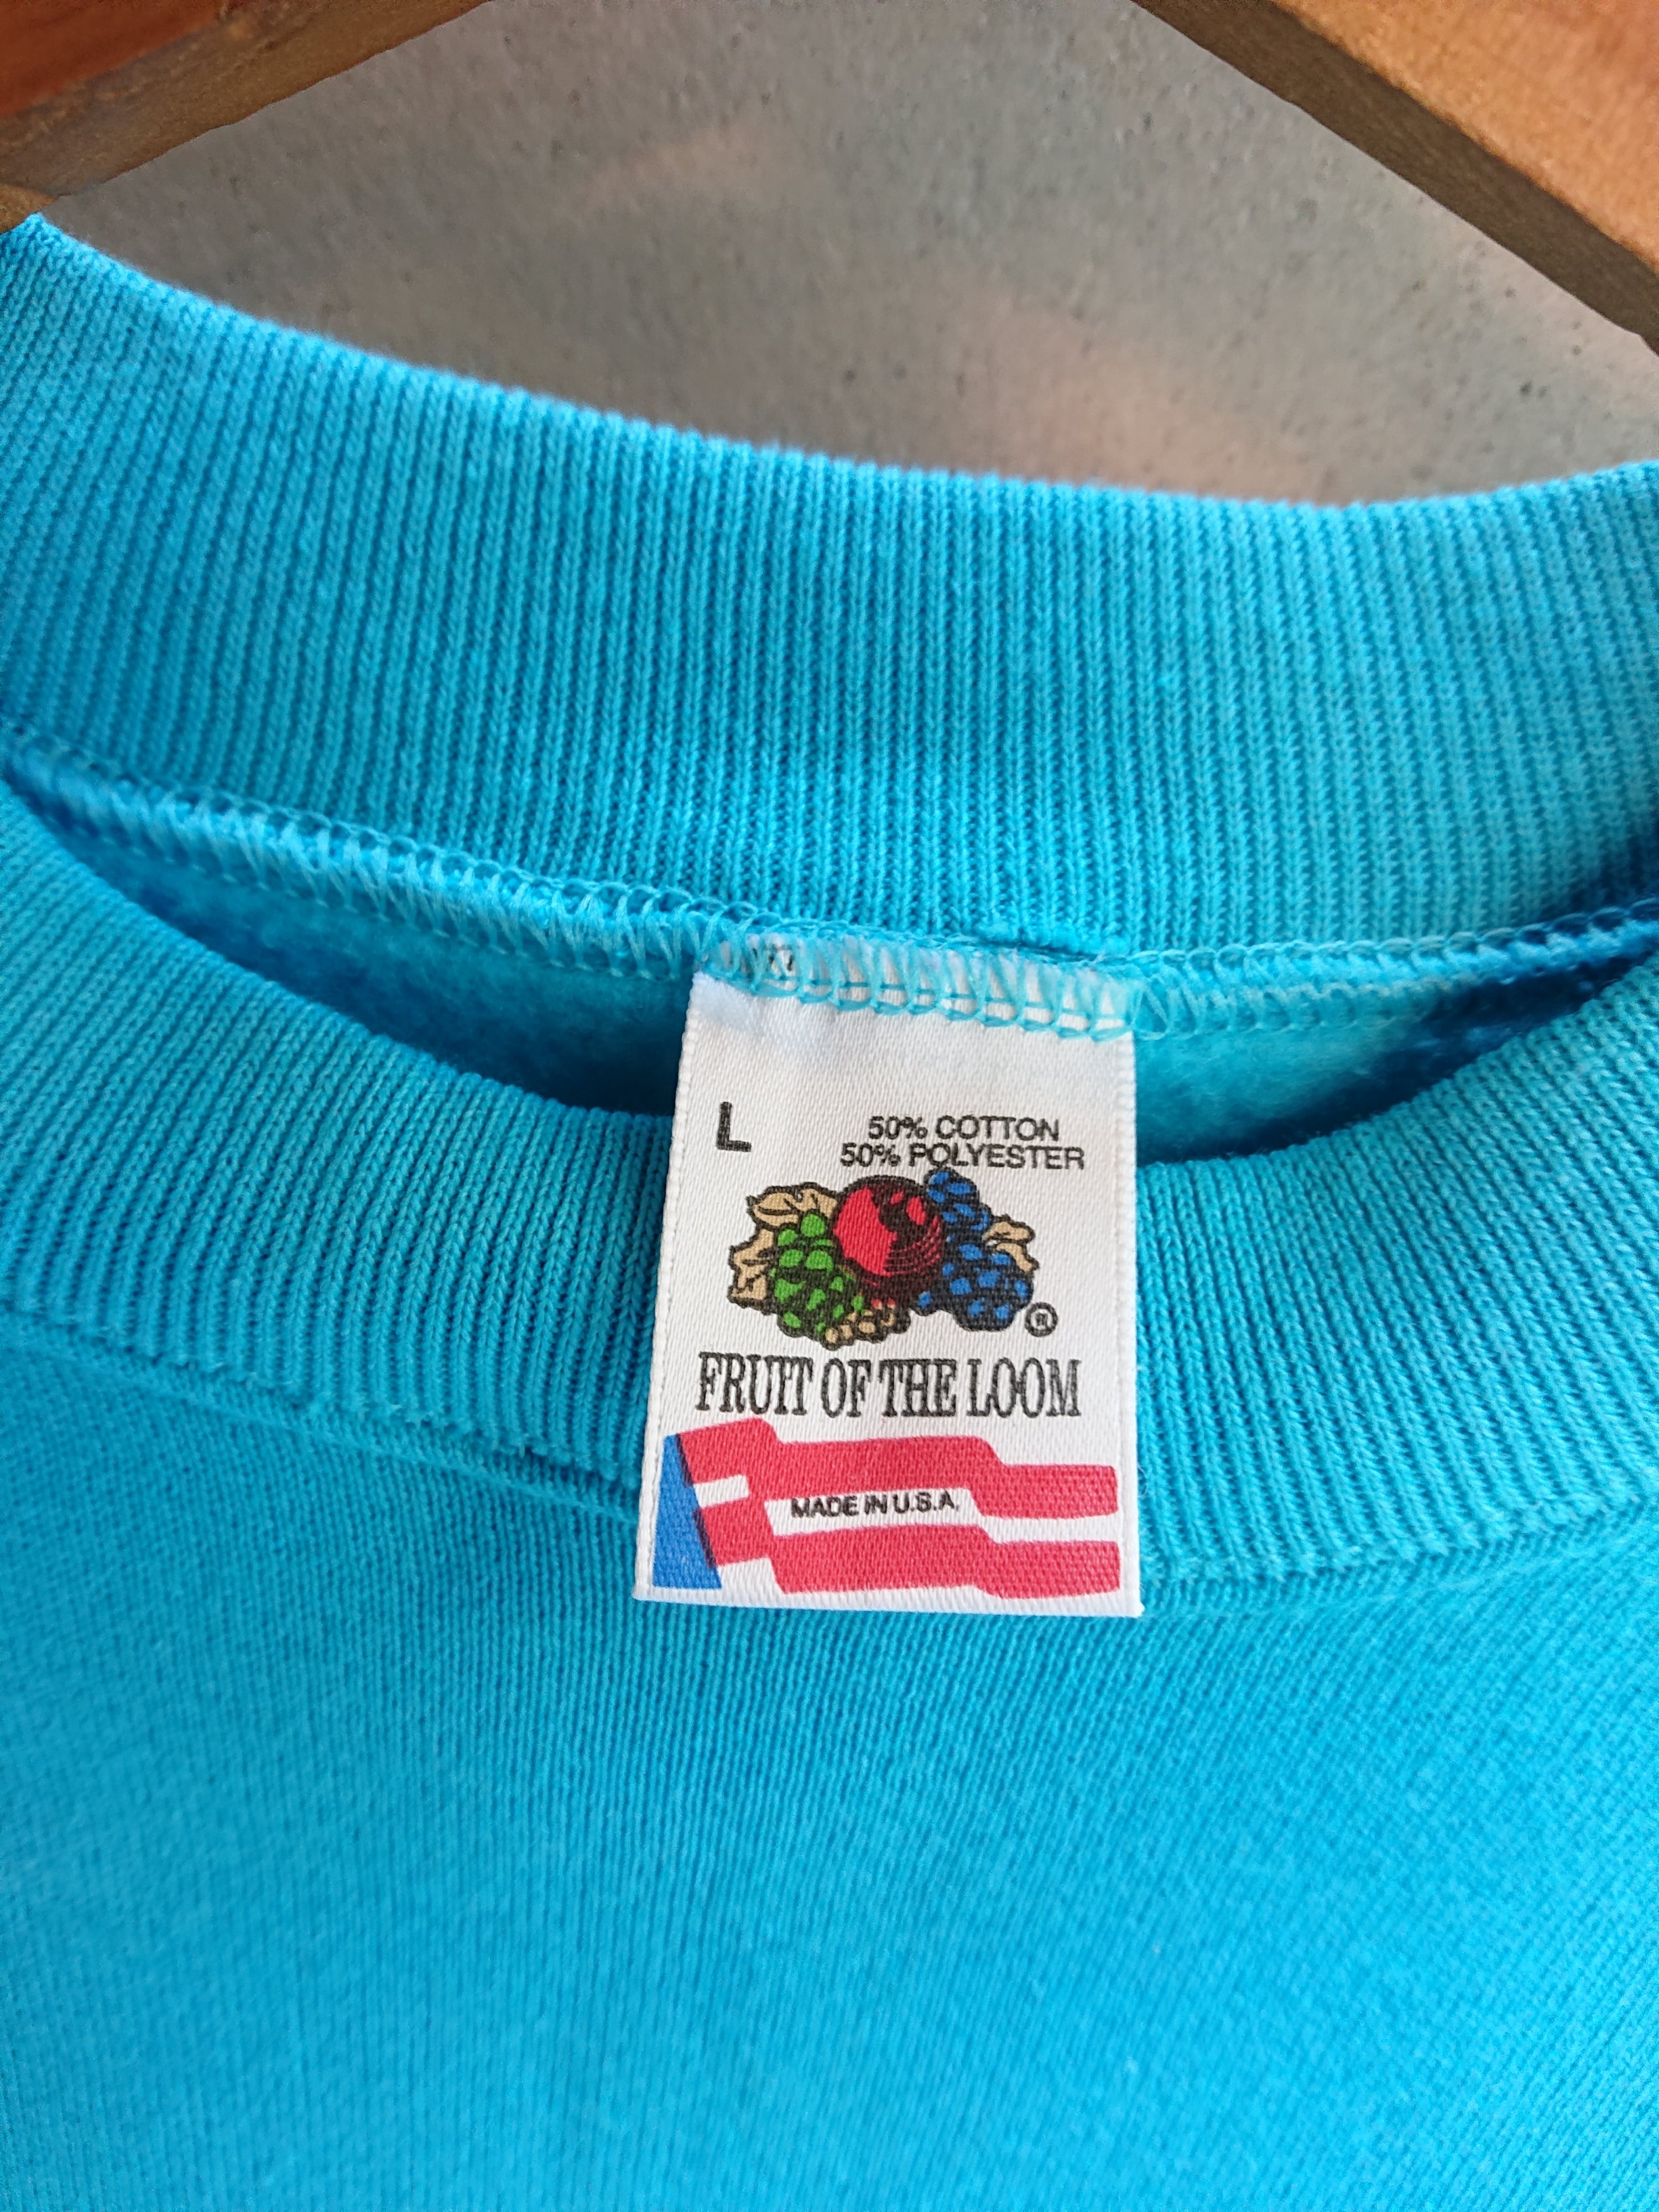 L
50% COTTON
50% POLYESTER
®
FRUIT OF THE LOOM
MADE IN U.S.A.